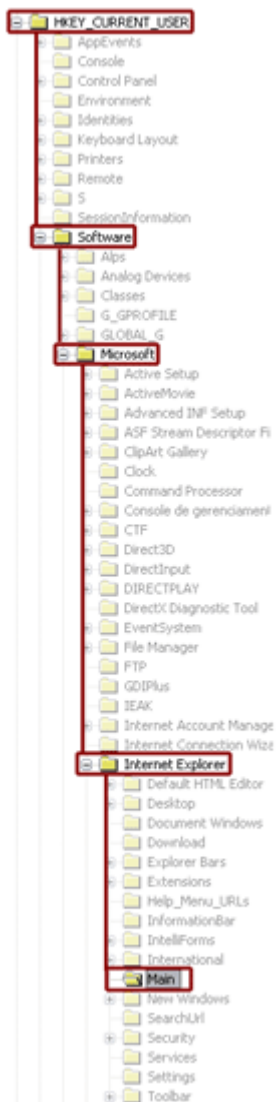 HKEY_CURRENT_USER
AppEvents
Console
Control Panel
Environment
Identities
Keyboard Layout
Printers
Remote
S
SessionInformation
Software
Alps
Analog Devices
Classes
G_GPROFILE
GLOBAL_G
Microsoft
Active Setup
ActiveMovie
Advanced INF Setup
ASF Stream Descriptor Fi
ClipArt Gallery
Clock
Command Processor
Console de gerenciament
CTF
Direct3D
DirectInput
DIRECTPLAY
DirectX Diagnostic Tool
EventSystem
File Manager
FTP
GDIPlus
IEAK
Internet Account Manage
Internet Connection Wiza
Internet Explorer
Default HTML Editor
Desktop
Document Windows
Download
Explorer Bars
Extensions
Help_Menu_URLs
InformationBar
IntelliForms
International
Main
New Windows
SearchUrl
Security
Services
Settings
Toolbar